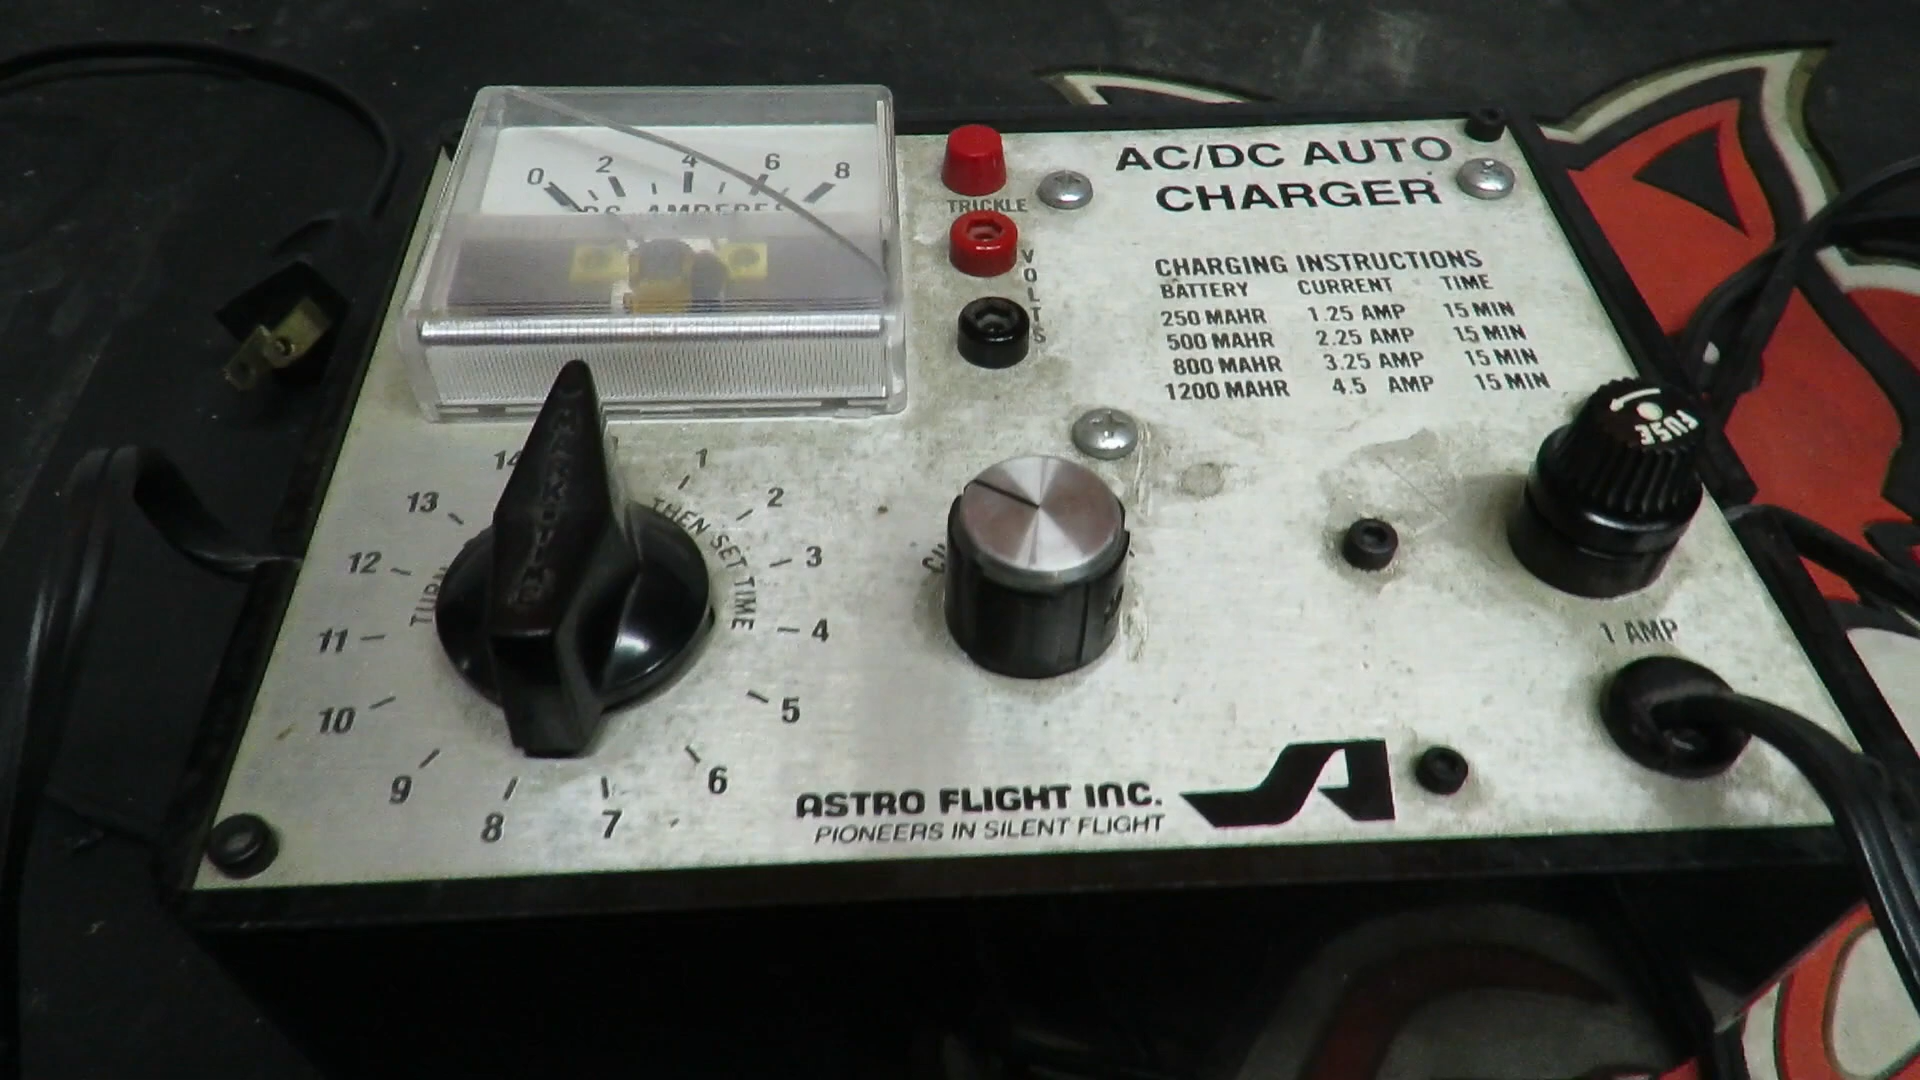 0 2 4 6 8
DC AMPERES
TRICKLE
VOLTS
AC/DC AUTO
CHARGER
CHARGING INSTRUCTIONS
BATTERY CURRENT TIME
250 MAHR 1.25 AMP 15 MIN
500 MAHR 2.25 AMP 15 MIN
800 MAHR 3.25 AMP 15 MIN
1200 MAHR 4.5 AMP 15 MIN
FUSE
1 AMP
1
2
3
4
5
6
7
8
9
10
11
12
13
14
TURN
THEN SET TIME
ASTRO FLIGHT INC.
PIONEERS IN SILENT FLIGHT